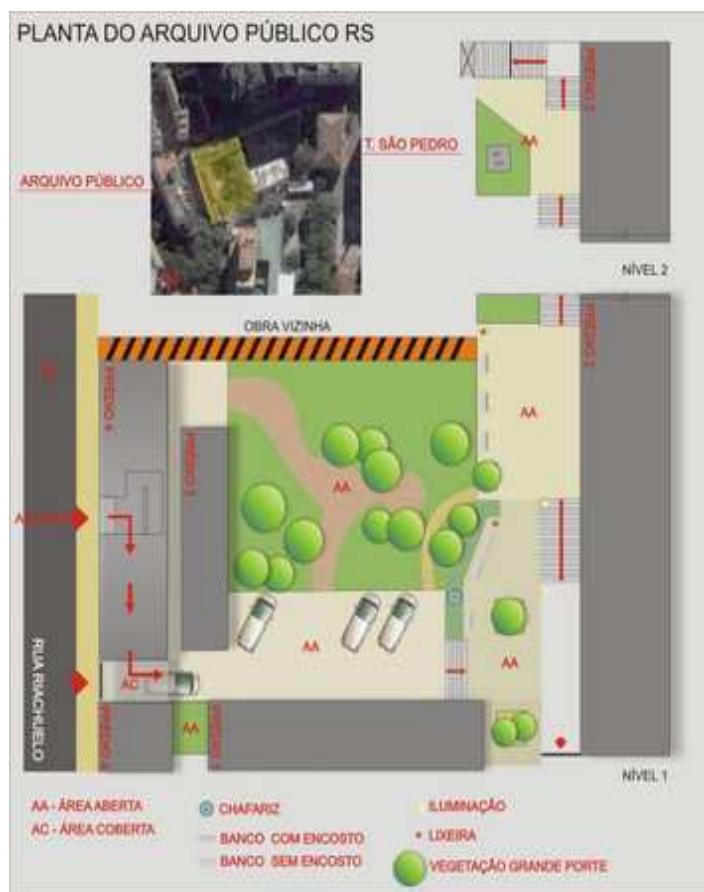 PLANTA DO ARQUIVO PÚBLICO RS
T. SÃO PEDRO
ARQUIVO PÚBLICO
AA
PRÉDIO 2
NÍVEL 2
OBRA VIZINHA
AA
AA
AA
AC
AA
AA
RUA RIACHUELO
NÍVEL 1
AA - ÁREA ABERTA
AC - ÁREA COBERTA
CHAFARIZ
BANCO COM ENCOSTO
BANCO SEM ENCOSTO
ILUMINAÇÃO
LIXEIRA
VEGETAÇÃO GRANDE PORTE